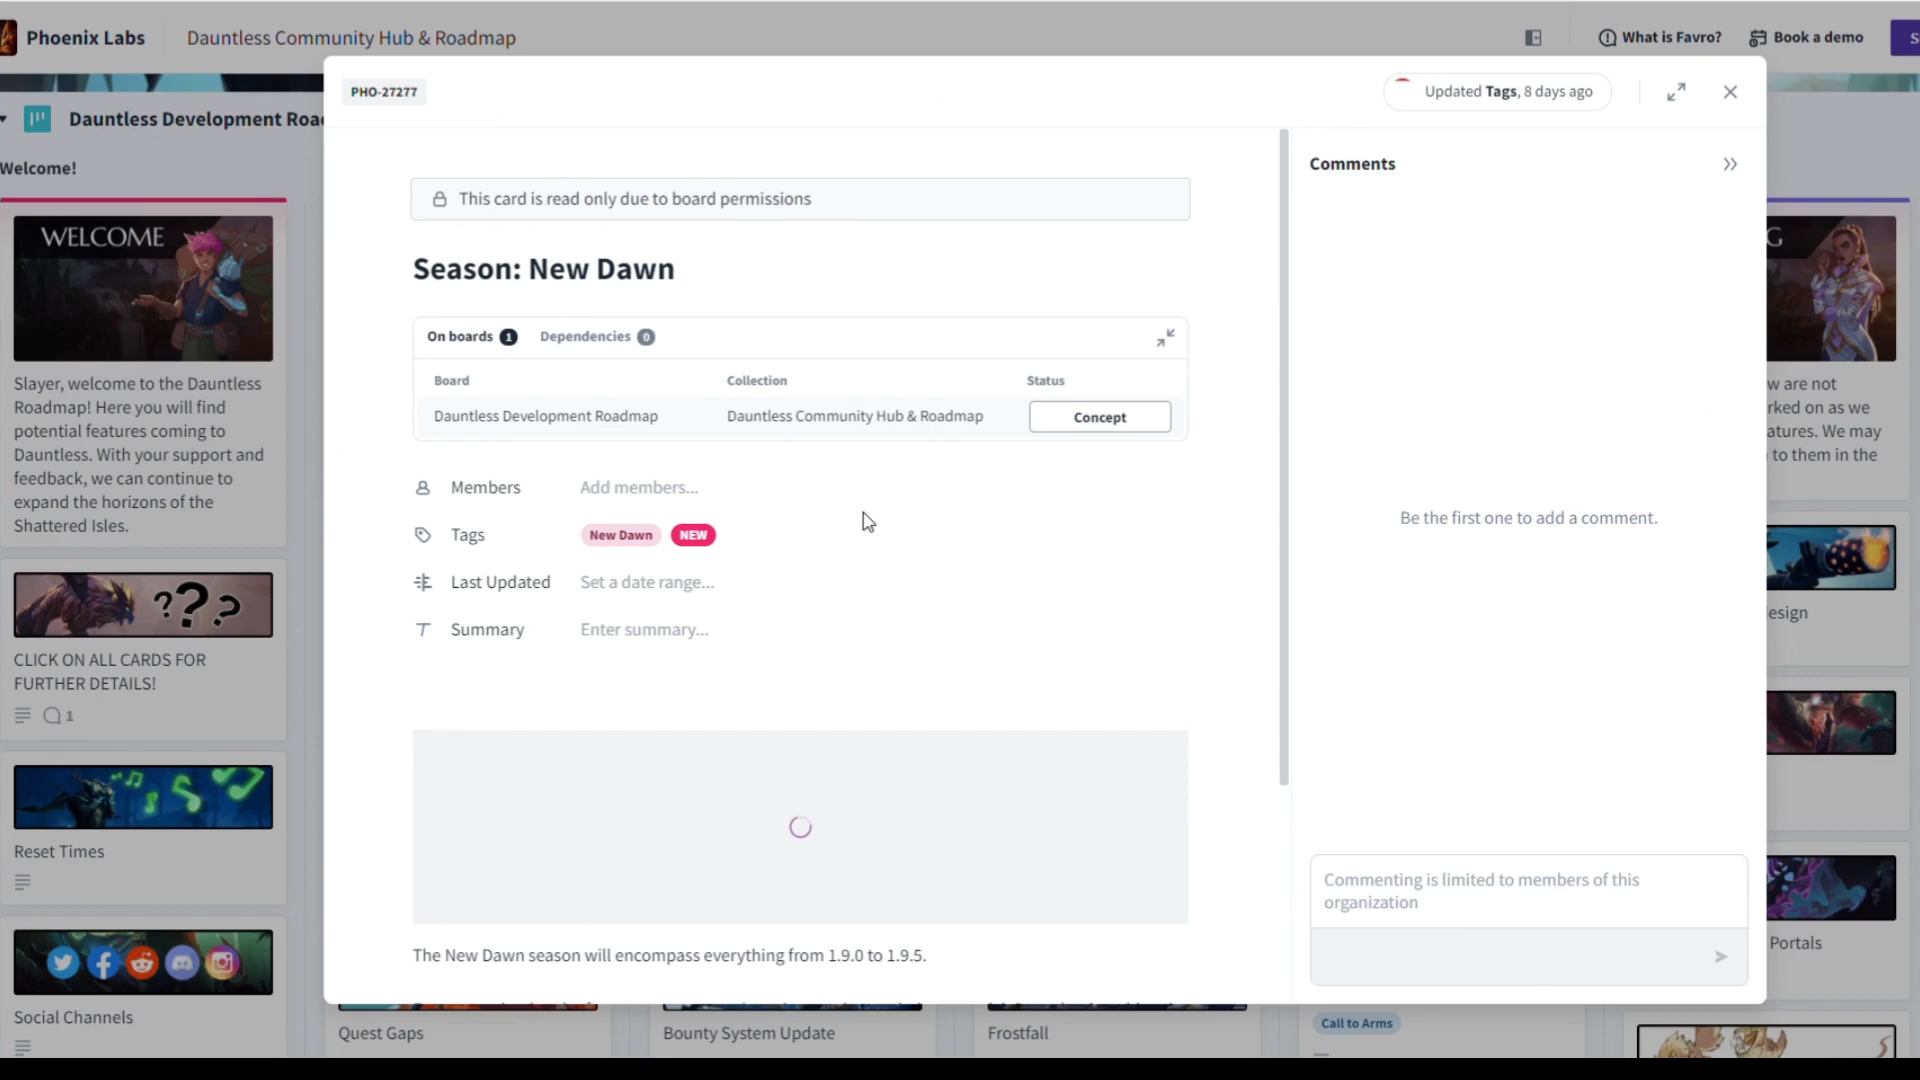 Phoenix Labs
Dauntless Community Hub & Roadmap
What is Favro?
Book a demo
S
Dauntless Development Roa
Welcome!
WELCOME
Slayer, welcome to the Dauntless
Roadmap! Here you will find
potential features coming to
Dauntless. With your support and
feedback, we can continue to
expand the horizons of the
Shattered Isles.
???
CLICK ON ALL CARDS FOR
FURTHER DETAILS!
1
Reset Times
Social Channels
PHO-27277
Updated Tags, 8 days ago
This card is read only due to board permissions
Season: New Dawn
On boards 1
Dependencies 0
Board Collection Status
Dauntless Development Roadmap Dauntless Community Hub & Roadmap Concept
Members Add members...
Tags New Dawn NEW
Last Updated Set a date range...
Summary Enter summary...
The New Dawn season will encompass everything from 1.9.0 to 1.9.5.
Comments
Be the first one to add a comment.
Commenting is limited to members of this
organization
Quest Gaps
Bounty System Update
Frostfall
Call to Arms
G
w are not
rked on as we
atures. We may
to them in the
esign
Portals